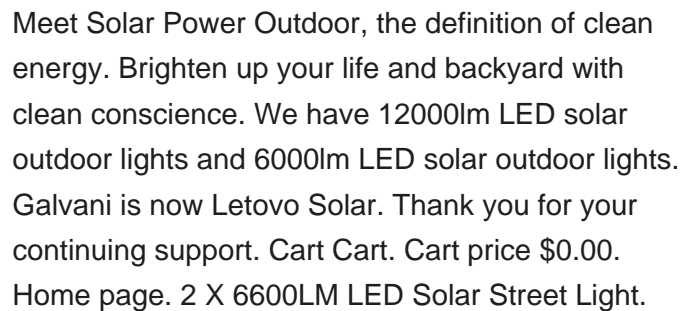 Meet Solar Power Outdoor, the definition of clean
energy. Brighten up your life and backyard with
clean conscience. We have 12000lm LED solar
outdoor lights and 6000lm LED solar outdoor lights.
Galvani is now Letovo Solar. Thank you for your
continuing support. Cart Cart. Cart price $0.00.
Home page. 2 X 6600LM LED Solar Street Light.